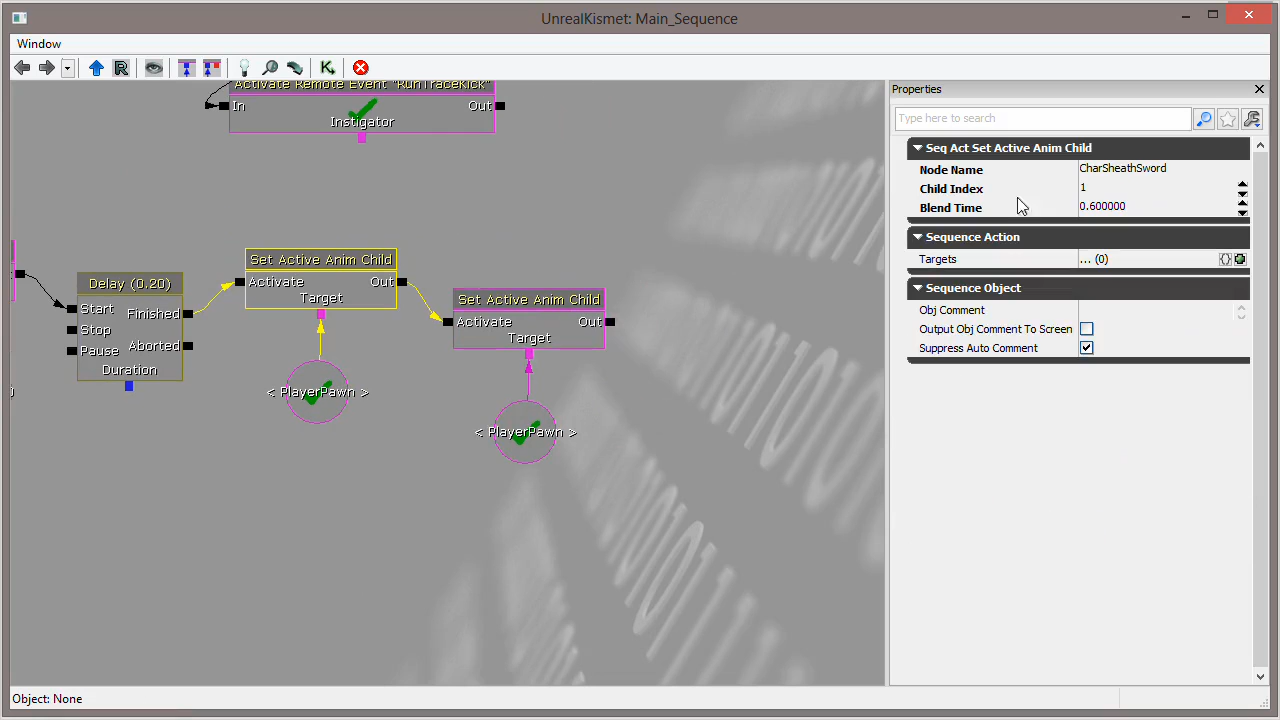 UnrealKismet: Main_Sequence
Window
Activate Remote Event "RunTraceKick"
In
Out
Instigator
Delay (0.20)
Start
Finished
Stop
Pause
Aborted
Duration
Set Active Anim Child
Activate
Out
Target
< PlayerPawn >
Set Active Anim Child
Activate
Out
Target
< PlayerPawn >
Properties
Type here to search
Seq Act Set Active Anim Child
Node Name CharSheathSword
Child Index 1
Blend Time 0.600000
Sequence Action
Targets ... (0)
Sequence Object
Obj Comment
Output Obj Comment To Screen
Suppress Auto Comment
Object: None